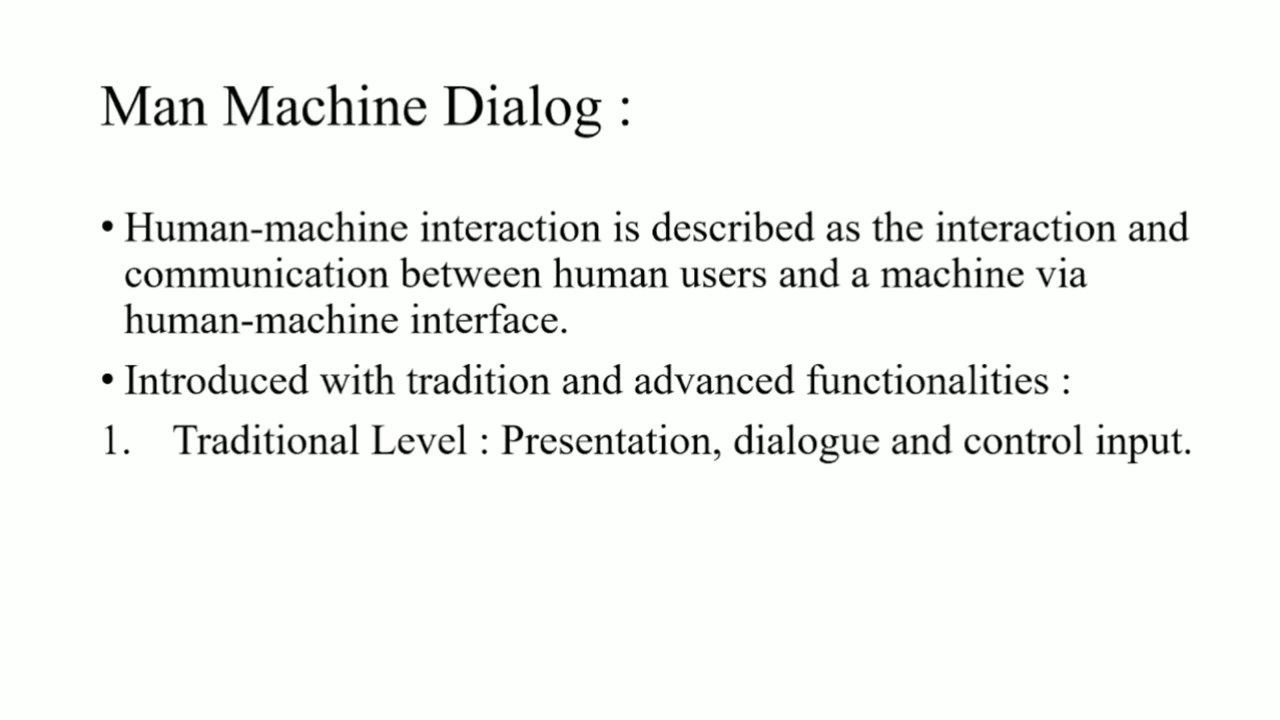 Man Machine Dialog :
• Human-machine interaction is described as the interaction and
communication between human users and a machine via
human-machine interface.
• Introduced with tradition and advanced functionalities :
1. Traditional Level : Presentation, dialogue and control input.